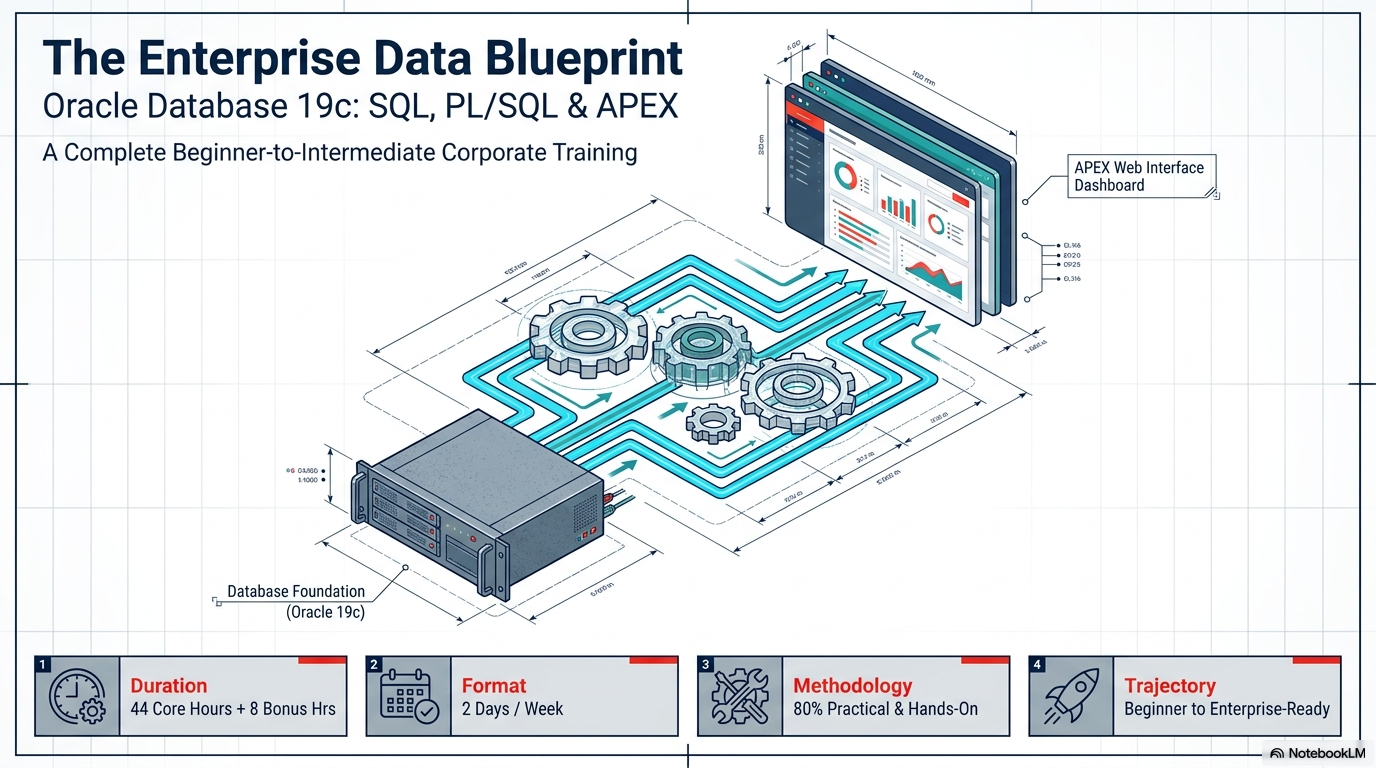 The Enterprise Data Blueprint
Oracle Database 19c: SQL, PL/SQL & APEX
A Complete Beginner-to-Intermediate Corporate Training
APEX Web Interface
Dashboard
Database Foundation
(Oracle 19c)
1
Duration
44 Core Hours + 8 Bonus Hrs
2
Format
2 Days / Week
3
Methodology
80% Practical & Hands-On
4
Trajectory
Beginner to Enterprise-Ready
NotebookLM